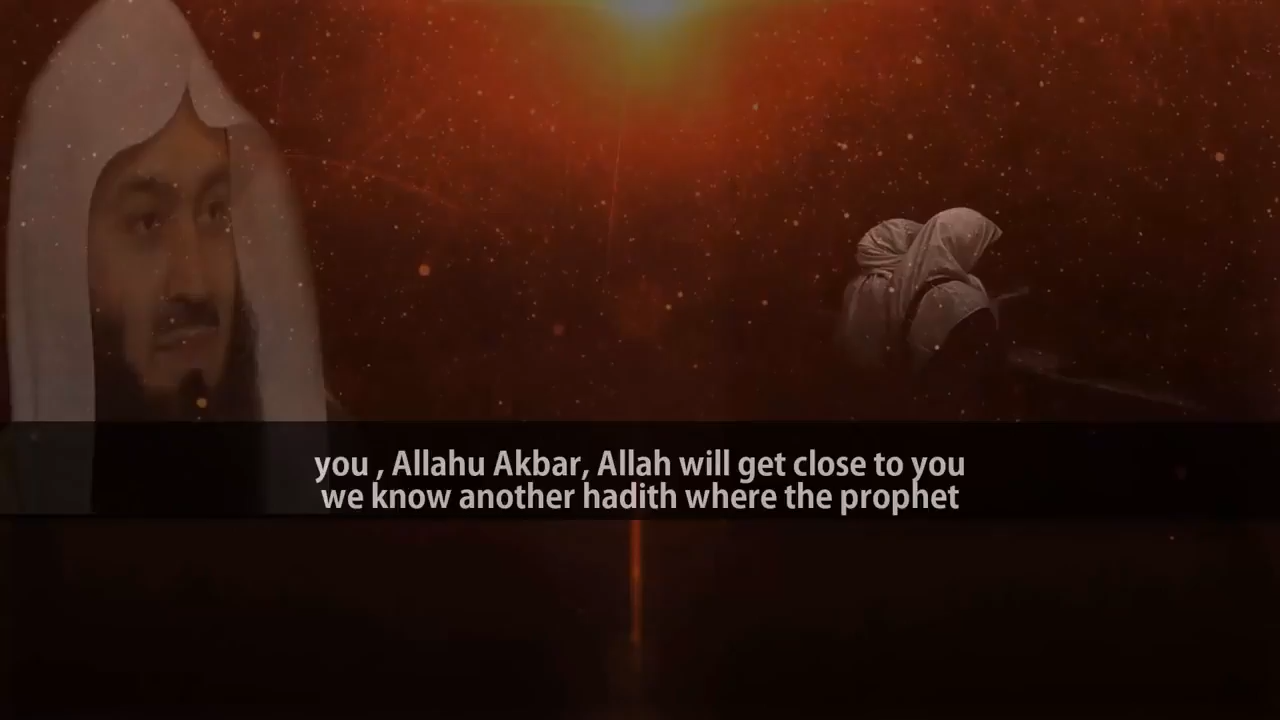 you , Allahu Akbar, Allah will get close to you
we know another hadith where the prophet